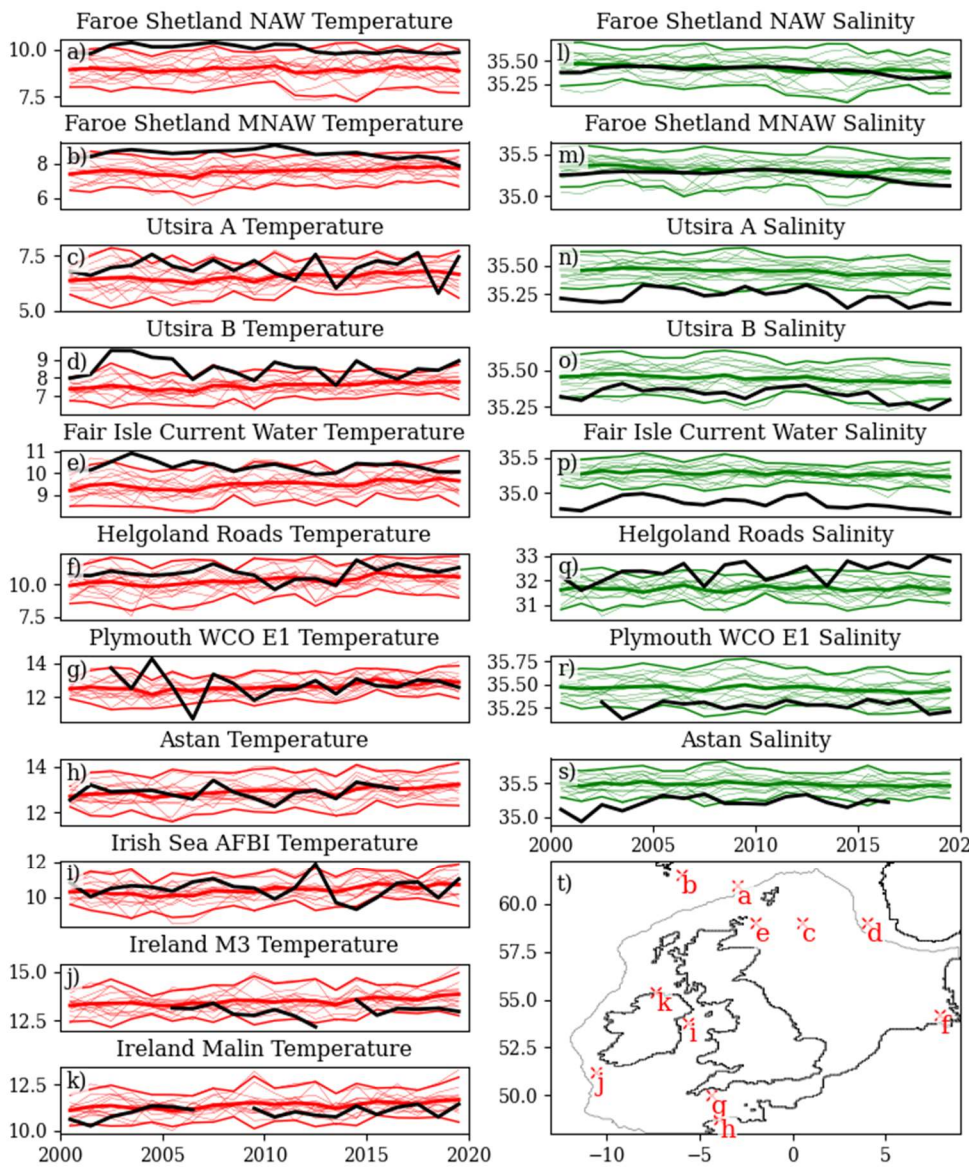 Faroe Shetland NAW Temperature
a)
10.0
7.5
Faroe Shetland MNAW Temperature
b)
8
6
Utsira A Temperature
c)
7.5
5.0
Utsira B Temperature
d)
9
8
7
Fair Isle Current Water Temperature
e)
11
10
9
Helgoland Roads Temperature
f)
10.0
7.5
Plymouth WCO E1 Temperature
g)
14
12
Astan Temperature
h)
14
13
12
Irish Sea AFBI Temperature
i)
12
10
Ireland M3 Temperature
j)
15.0
12.5
Ireland Malin Temperature
k)
12.5
10.0
2000 2005 2010 2015 2020
Faroe Shetland NAW Salinity
l)
35.50
35.25
Faroe Shetland MNAW Salinity
m)
35.5
35.0
Utsira A Salinity
n)
35.50
35.25
Utsira B Salinity
o)
35.50
35.25
Fair Isle Current Water Salinity
p)
35.5
35.0
Helgoland Roads Salinity
q)
33
32
31
Plymouth WCO E1 Salinity
r)
35.75
35.50
35.25
Astan Salinity
s)
35.5
35.0
2000 2005 2010 2015 202
t)
60.0
57.5
55.0
52.5
50.0
b
a
e
c
d
k
i
f
j
g
h
−10 −5 0 5